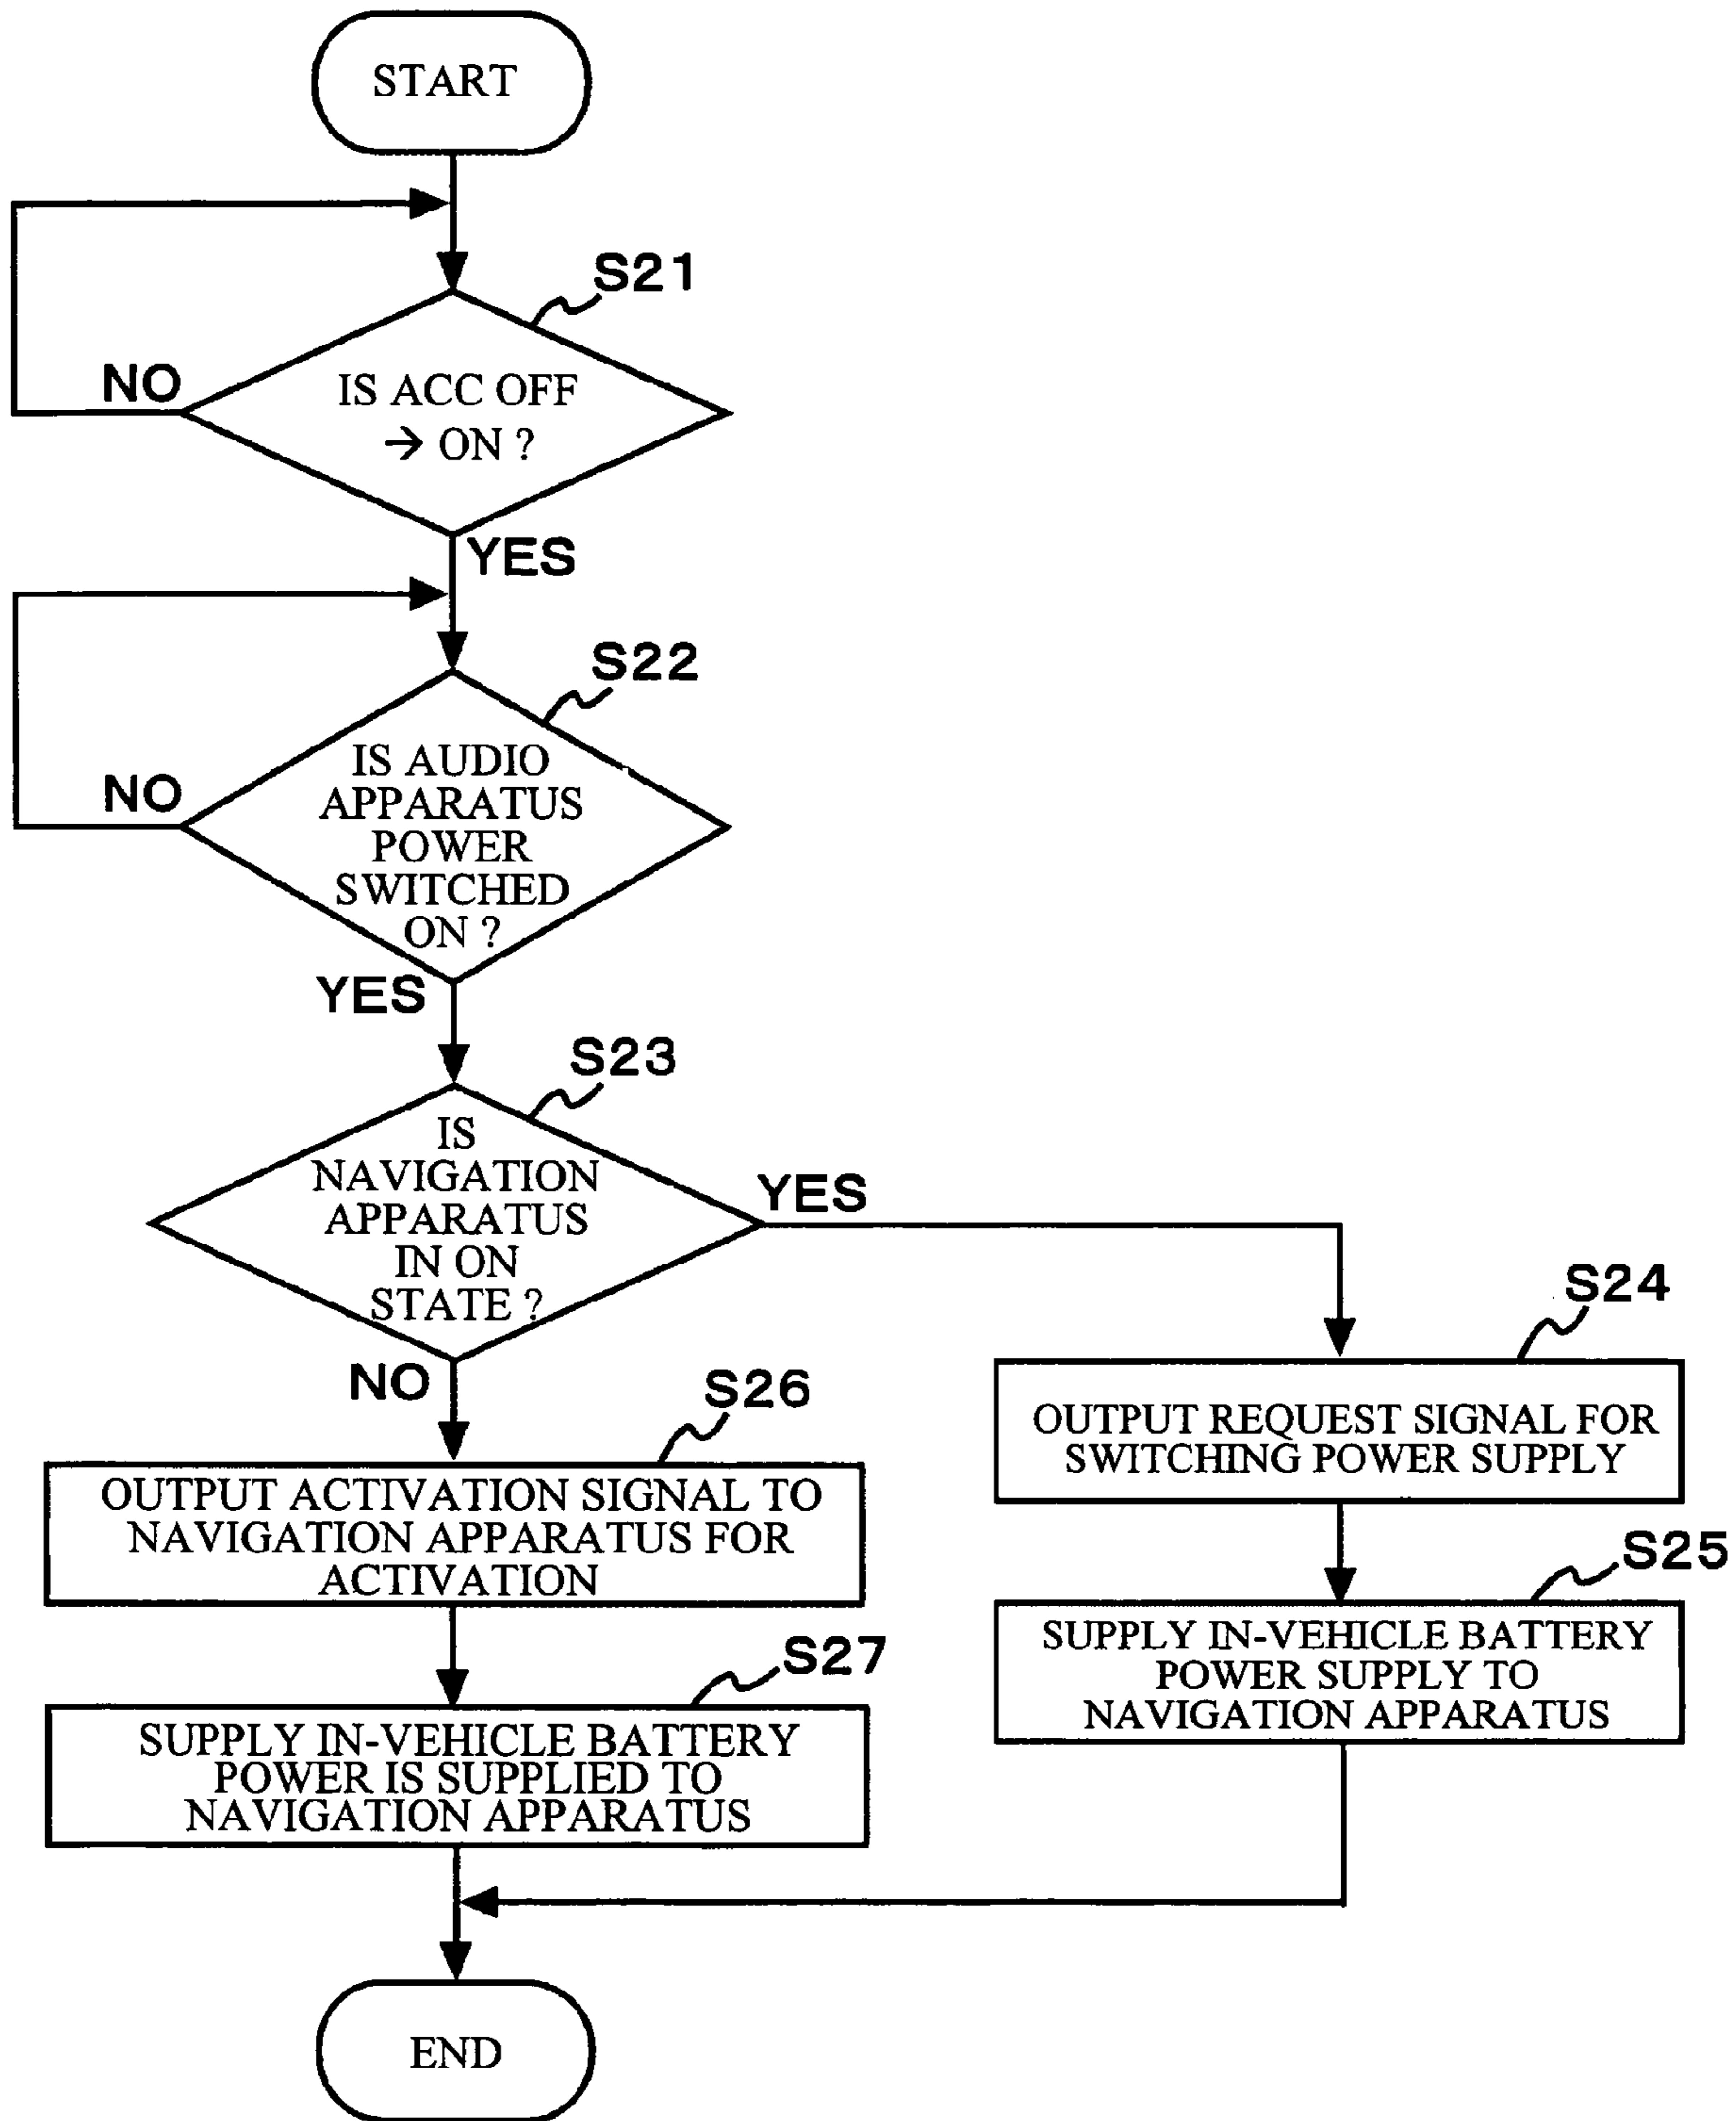 START
S21
IS ACC OFF
→ ON ?
NO
YES
S22
IS AUDIO
APPARATUS
POWER
SWITCHED
ON ?
NO
YES
S23
IS
NAVIGATION
APPARATUS
IN ON
STATE ?
YES
NO
S24
OUTPUT REQUEST SIGNAL FOR
SWITCHING POWER SUPPLY
S26
OUTPUT ACTIVATION SIGNAL TO
NAVIGATION APPARATUS FOR
ACTIVATION
S25
SUPPLY IN-VEHICLE BATTERY
POWER SUPPLY TO
NAVIGATION APPARATUS
S27
SUPPLY IN-VEHICLE BATTERY
POWER IS SUPPLIED TO
NAVIGATION APPARATUS
END